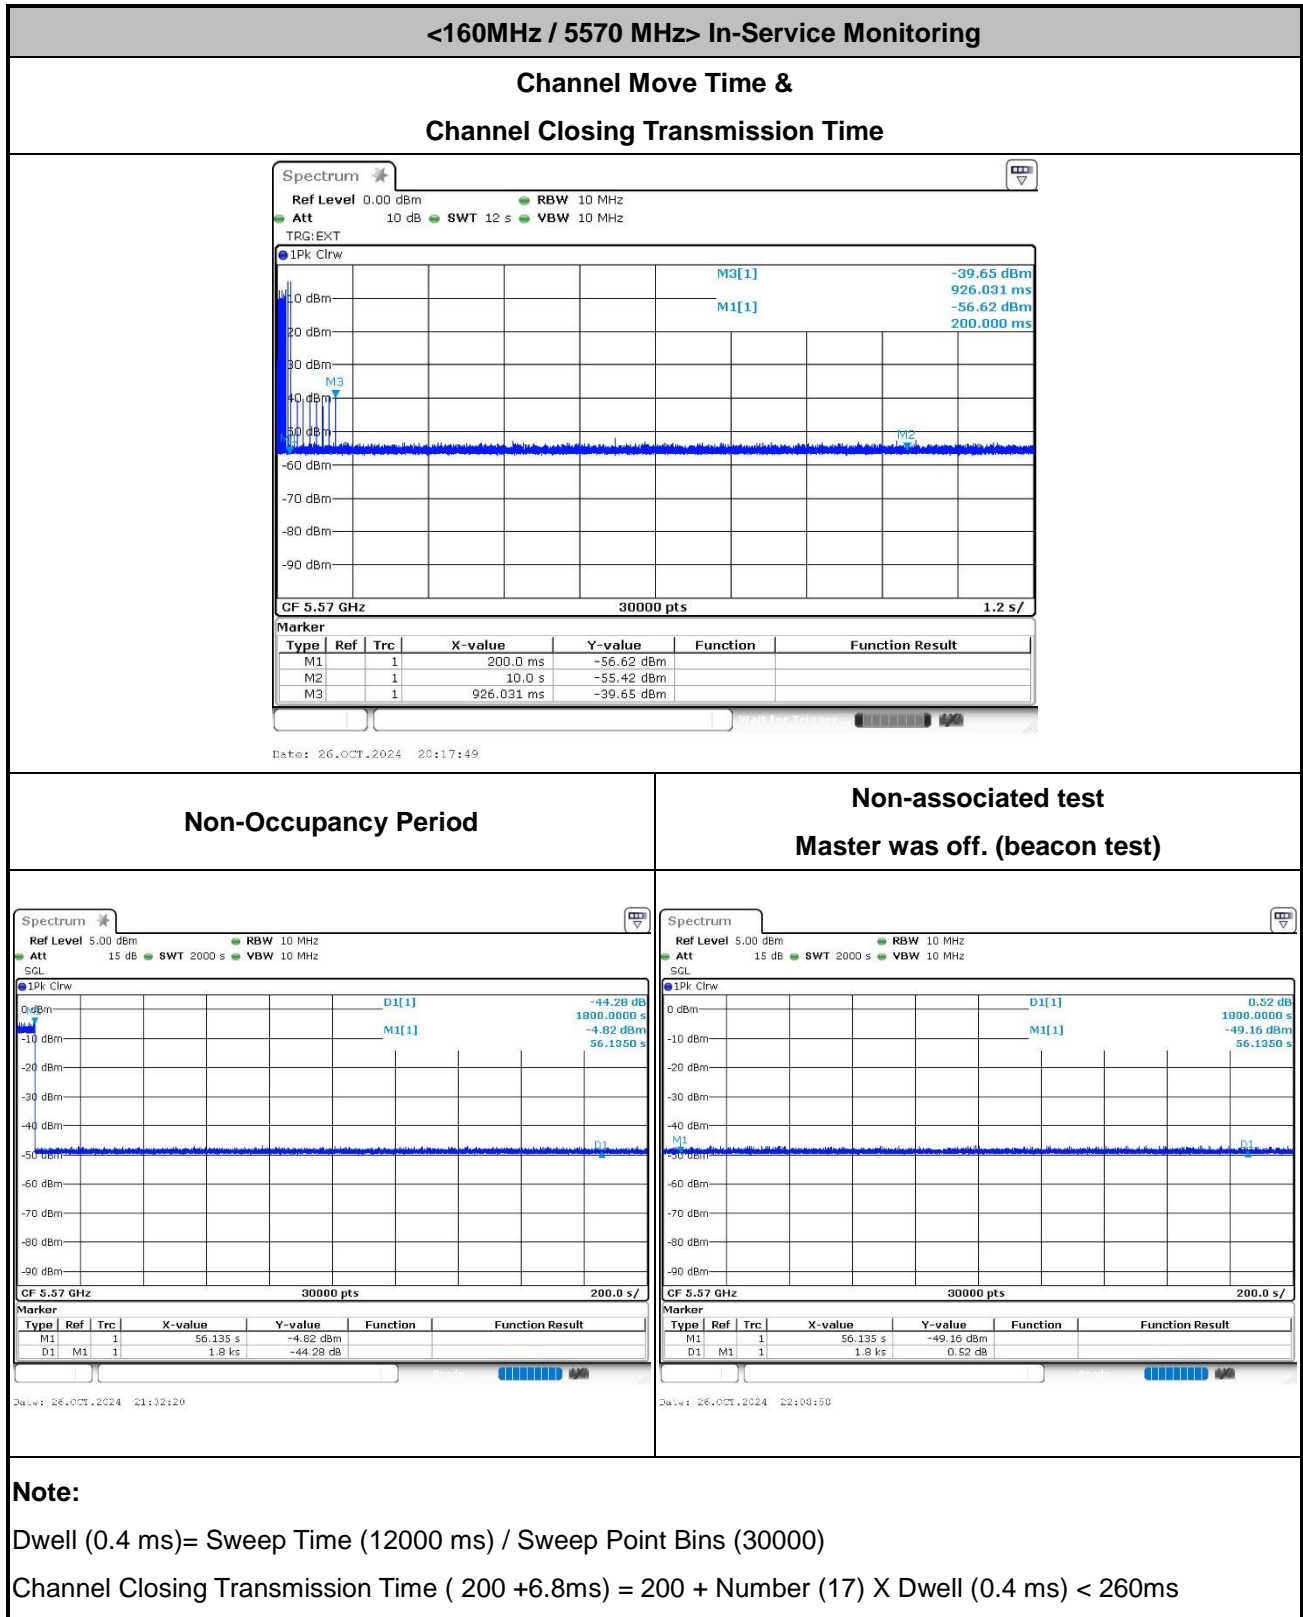 <160MHz / 5570 MHz> In-Service Monitoring
Channel Move Time &
Channel Closing Transmission Time
Spectrum
Ref Level 0.00 dBm RBW 10 MHz
Att 10 dB SWT 12 s VBW 10 MHz
TRG:EXT
1Pk Clrw
M3[1] -39.65 dBm
926.031 ms
M1[1] -56.62 dBm
200.000 ms
M3
M2
-60 dBm
-70 dBm
-80 dBm
-90 dBm
CF 5.57 GHz 30000 pts 1.2 s/
Marker
Type Ref Trc X-value Y-value Function Function Result
M1 1 200.0 ms -56.62 dBm
M2 1 10.0 s -55.42 dBm
M3 1 926.031 ms -39.65 dBm
Wait for Trigger
Date: 26.OCT.2024 20:17:49
Non-Occupancy Period
Non-associated test
Master was off. (beacon test)
Spectrum
Ref Level 5.00 dBm RBW 10 MHz
Att 15 dB SWT 2000 s VBW 10 MHz
SGL
1Pk Clrw
D1[1] -44.28 dB
1800.0000 s
M1[1] -4.82 dBm
56.1350 s
-10 dBm
-20 dBm
-30 dBm
-40 dBm
D1
-50 dBm
-60 dBm
-70 dBm
-80 dBm
-90 dBm
CF 5.57 GHz 30000 pts 200.0 s/
Marker
Type Ref Trc X-value Y-value Function Function Result
M1 1 56.135 s -4.82 dBm
D1 M1 1 1.8 ks -44.28 dB
Date: 26.OCT.2024 21:32:20
Spectrum
Ref Level 5.00 dBm RBW 10 MHz
Att 15 dB SWT 2000 s VBW 10 MHz
SGL
1Pk Clrw
D1[1] 0.52 dB
1800.0000 s
M1[1] -49.16 dBm
56.1350 s
0 dBm
-10 dBm
-20 dBm
-30 dBm
-40 dBm
M1 D1
-50 dBm
-60 dBm
-70 dBm
-80 dBm
-90 dBm
CF 5.57 GHz 30000 pts 200.0 s/
Marker
Type Ref Trc X-value Y-value Function Function Result
M1 1 56.135 s -49.16 dBm
D1 M1 1 1.8 ks 0.52 dB
Date: 26.OCT.2024
Note:
Dwell (0.4 ms)= Sweep Time (12000 ms) / Sweep Point Bins (30000)
Channel Closing Transmission Time ( 200 +6.8ms) = 200 + Number (17) X Dwell (0.4 ms) < 260ms